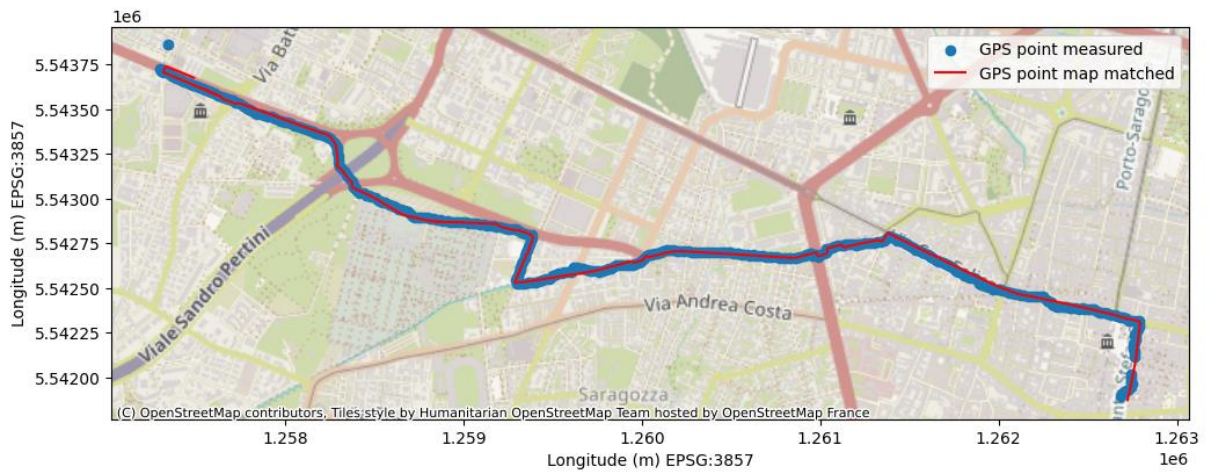 1e6
GPS point measured
GPS point map matched
5.54375
5.54350
5.54325
5.54300
5.54275
5.54250
5.54225
5.54200
Longitude (m) EPSG:3857
Via Bat
Viale Sandro Pertini
Via Andrea Costa
Saragozza
Porto-Sarago
(C) OpenStreetMap contributors, Tiles style by Humanitarian OpenStreetMap Team hosted by OpenStreetMap France
1.258
1.259
1.260
1.261
1.262
1.263
Longitude (m) EPSG:3857
1e6